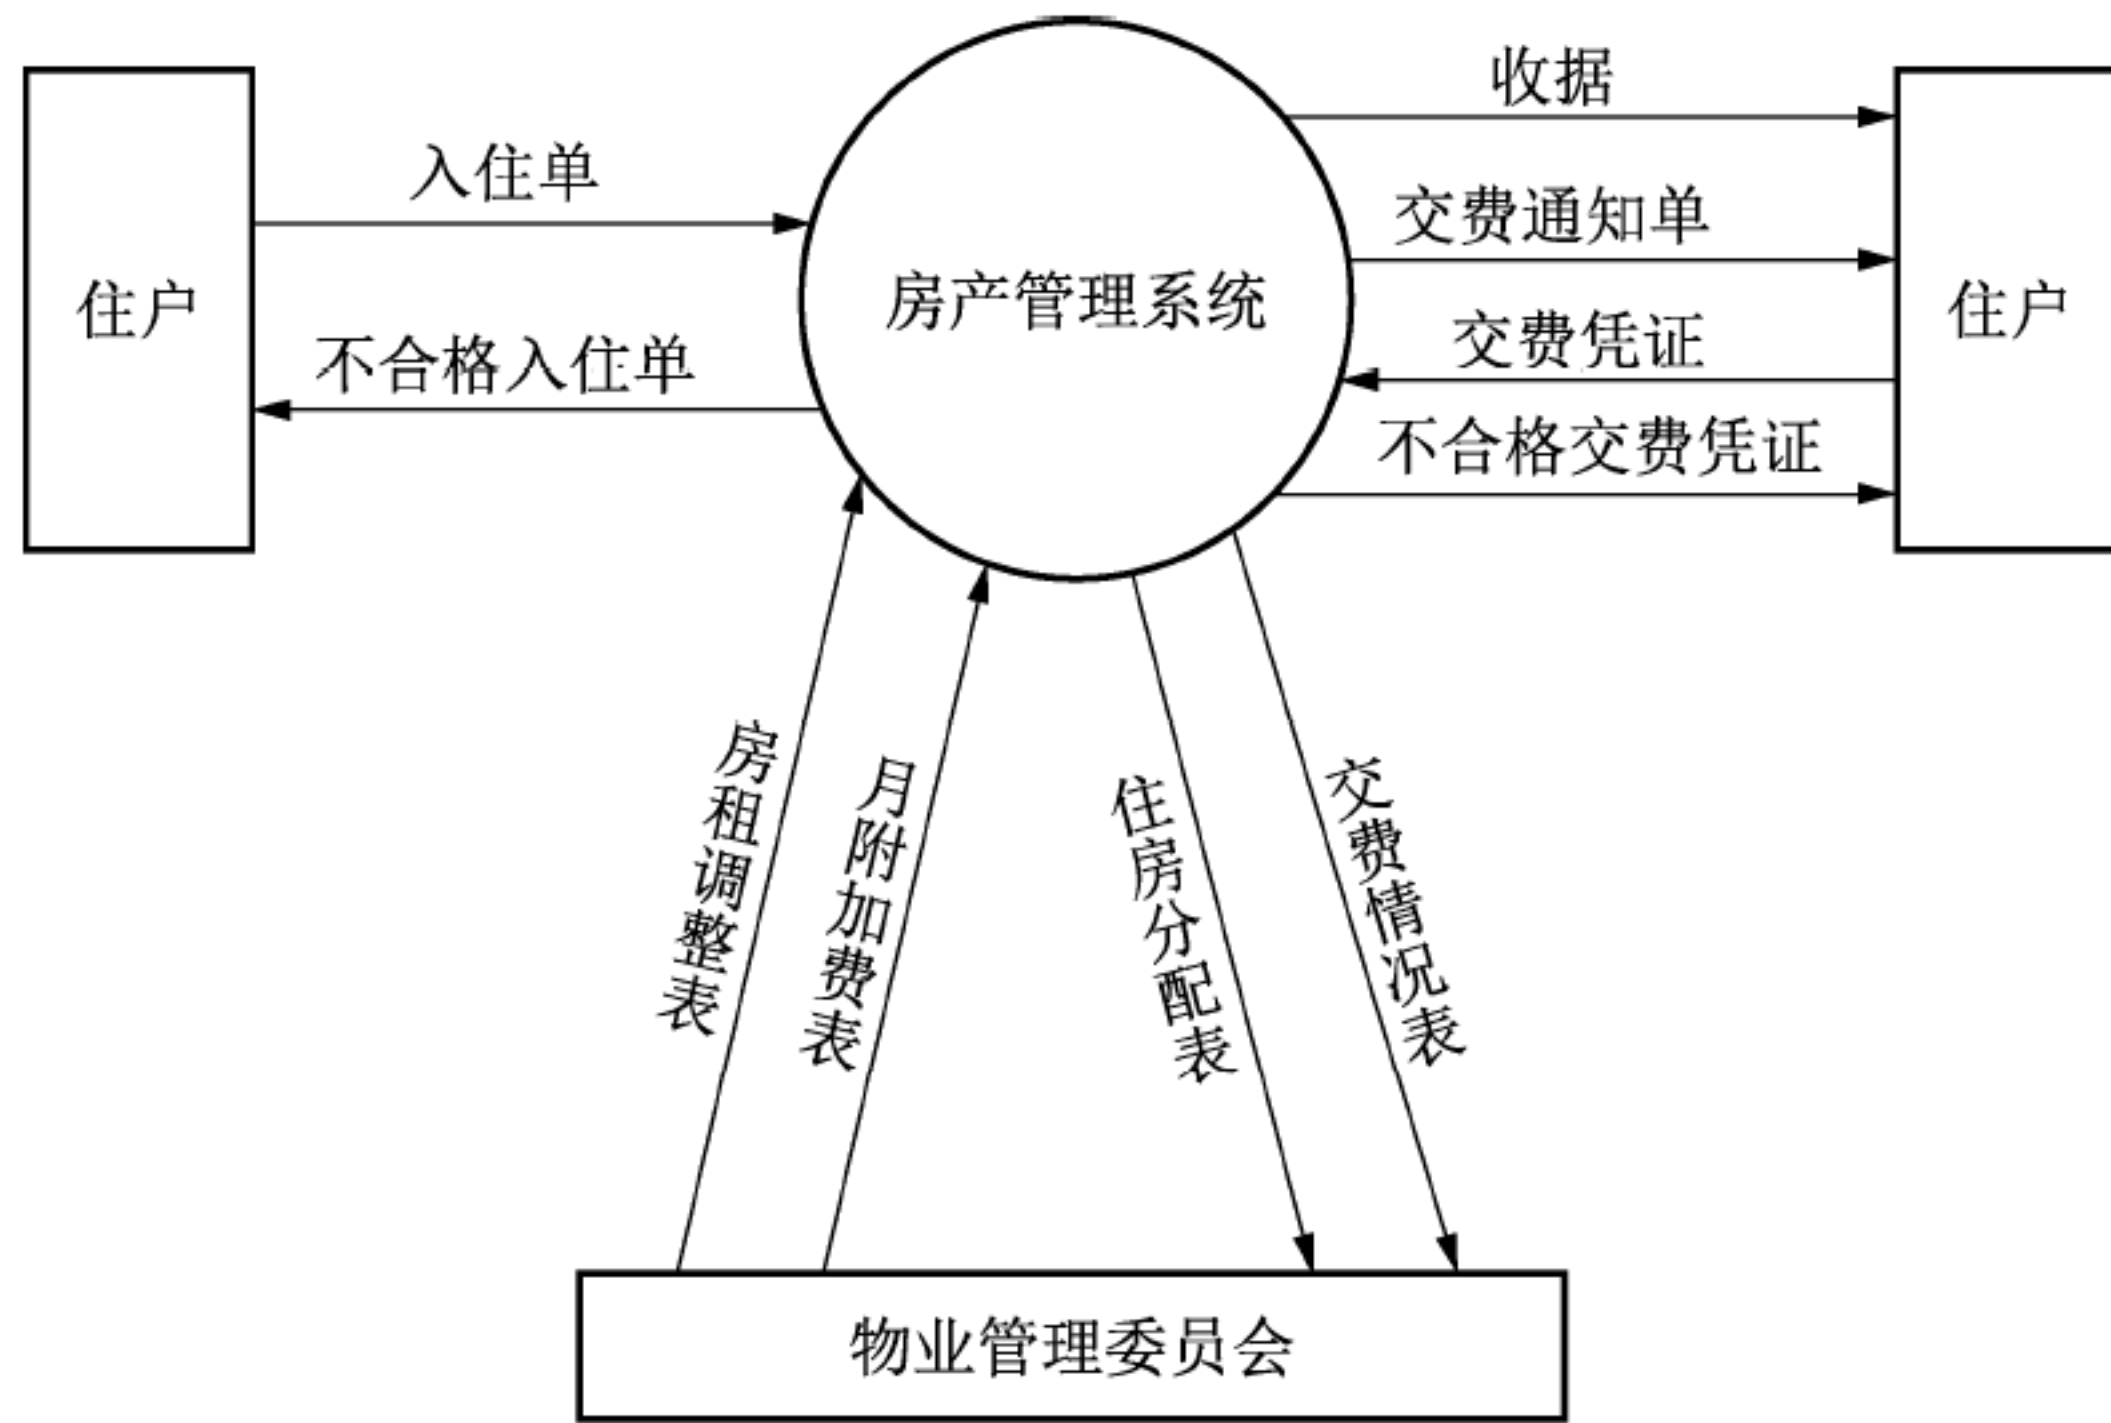 收据
入住单
交费通知单
住户
房产管理系统
住户
交费凭证
不合格入住单
不合格交费凭证
房租调整表
月附加费表
住房分配表
交费情况表
物业管理委员会